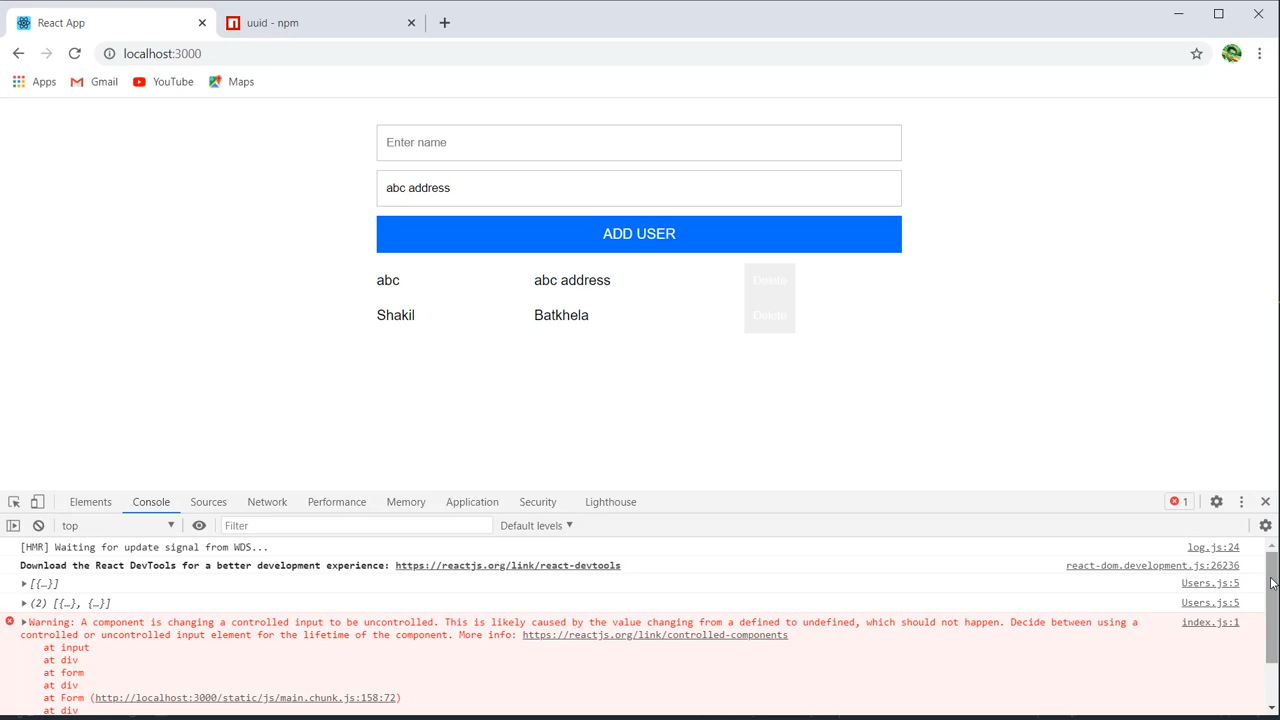 React App
uuid - npm
localhost:3000
Apps Gmail YouTube Maps
Enter name
abc address
ADD USER
abc abc address Delete
Shakil Batkhela Delete
Elements Console Sources Network Performance Memory Application Security Lighthouse 1
top Filter Default levels
[HMR] Waiting for update signal from WDS... log.js:24
Download the React DevTools for a better development experience: https://reactjs.org/link/react-devtools react-dom.development.js:26236
[{…}] Users.js:5
(2) [{…}, {…}] Users.js:5
Warning: A component is changing a controlled input to be uncontrolled. This is likely caused by the value changing from a defined to undefined, which should not happen. Decide between using a index.js:1
controlled or uncontrolled input element for the lifetime of the component. More info: https://reactjs.org/link/controlled-components
at input
at div
at form
at div
at Form (http://localhost:3000/static/js/main.chunk.js:158:72)
at div